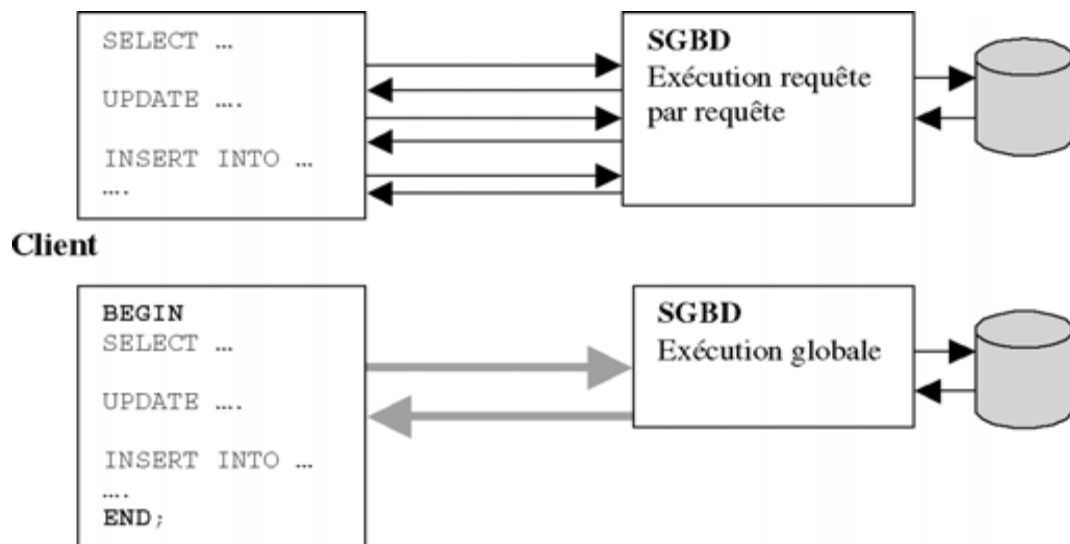 SELECT …
UPDATE ….
INSERT INTO …
….
SGBD
Exécution requête
par requête
Client
BEGIN
SELECT …
UPDATE ….
INSERT INTO …
….
END;
SGBD
Exécution globale